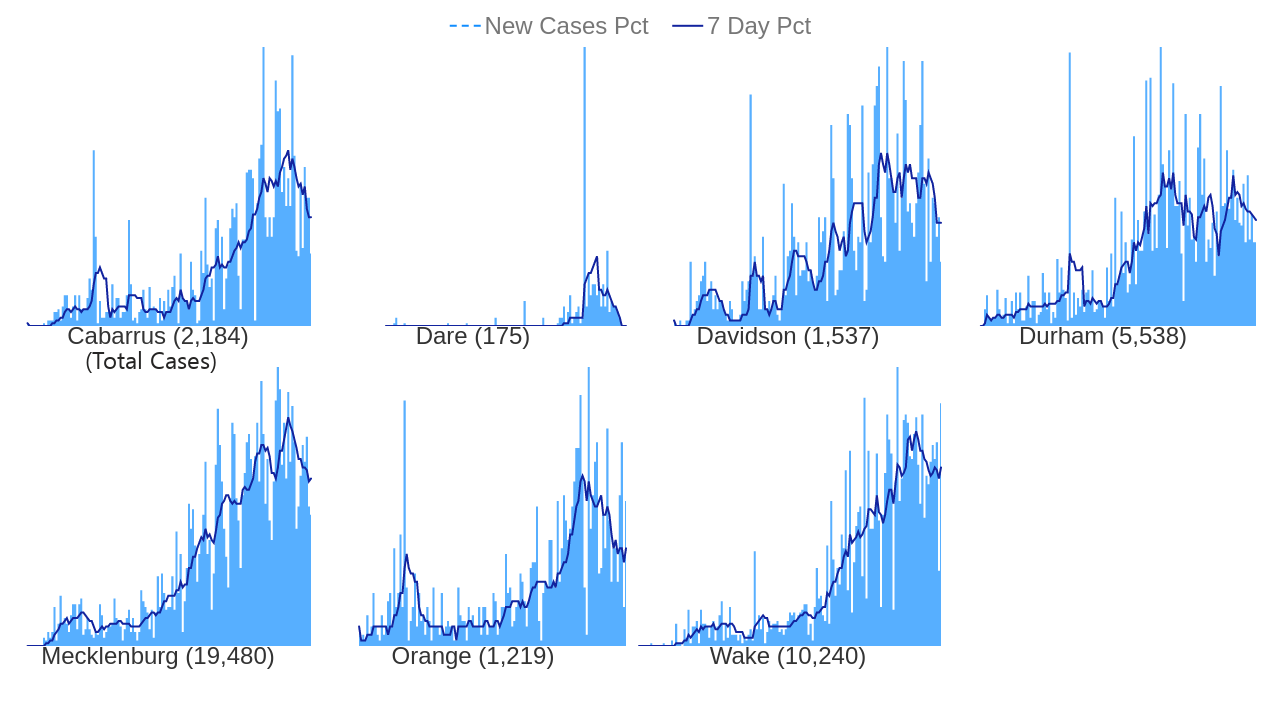 New Cases Pct 7 Day Pct
Cabarrus (2,184) Dare (175) Davidson (1,537) Durham (5,538)
(Total Cases)
Mecklenburg (19,480) Orange (1,219) Wake (10,240)